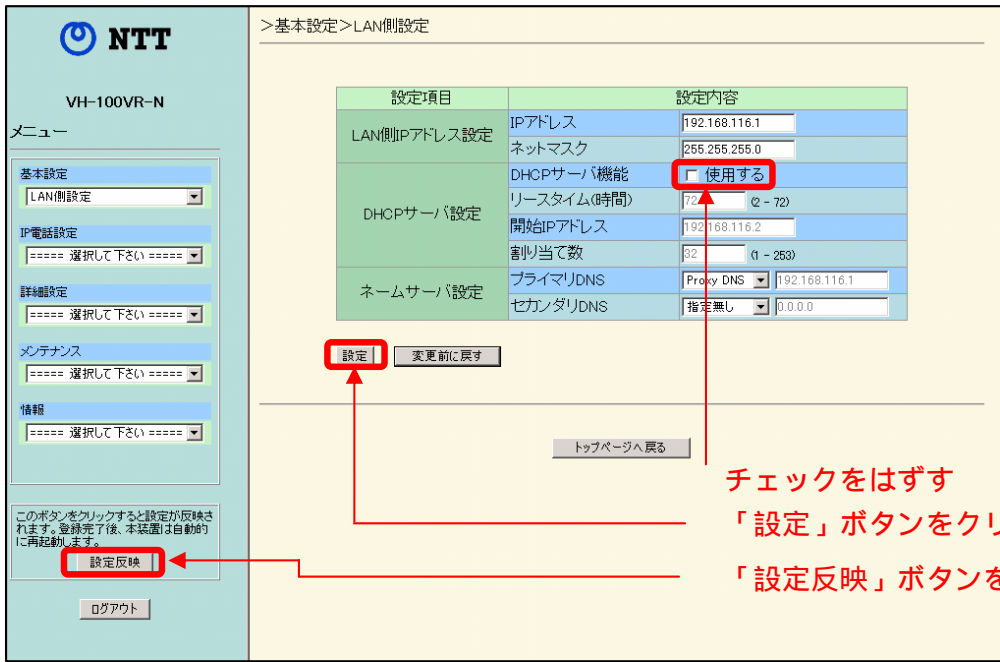 NTT
VH-100VR-N
メニュー
基本設定
LAN側設定
IP電話設定
===== 選択して下さい =====
詳細設定
===== 選択して下さい =====
メンテナンス
===== 選択して下さい =====
情報
===== 選択して下さい =====
このボタンをクリックすると設定が反映さ
れます。登録完了後、本装置は自動的
に再起動します。
設定反映
ログアウト
>基本設定>LAN側設定
設定項目 設定内容
LAN側IPアドレス設定 IPアドレス 192.168.116.1
ネットマスク 255.255.255.0
DHCPサーバ設定 DHCPサーバ機能 使用する
リースタイム(時間) 72 (2 - 72)
開始IPアドレス 192.168.116.2
割り当て数 32 (1 - 253)
ネームサーバ設定 プライマリDNS Proxy DNS 192.168.116.1
セカンダリDNS 指定無し 0.0.0.0
設定 変更前に戻す
トップページへ戻る
チェックをはずす
「設定」ボタンをクリ
「設定反映」ボタンを